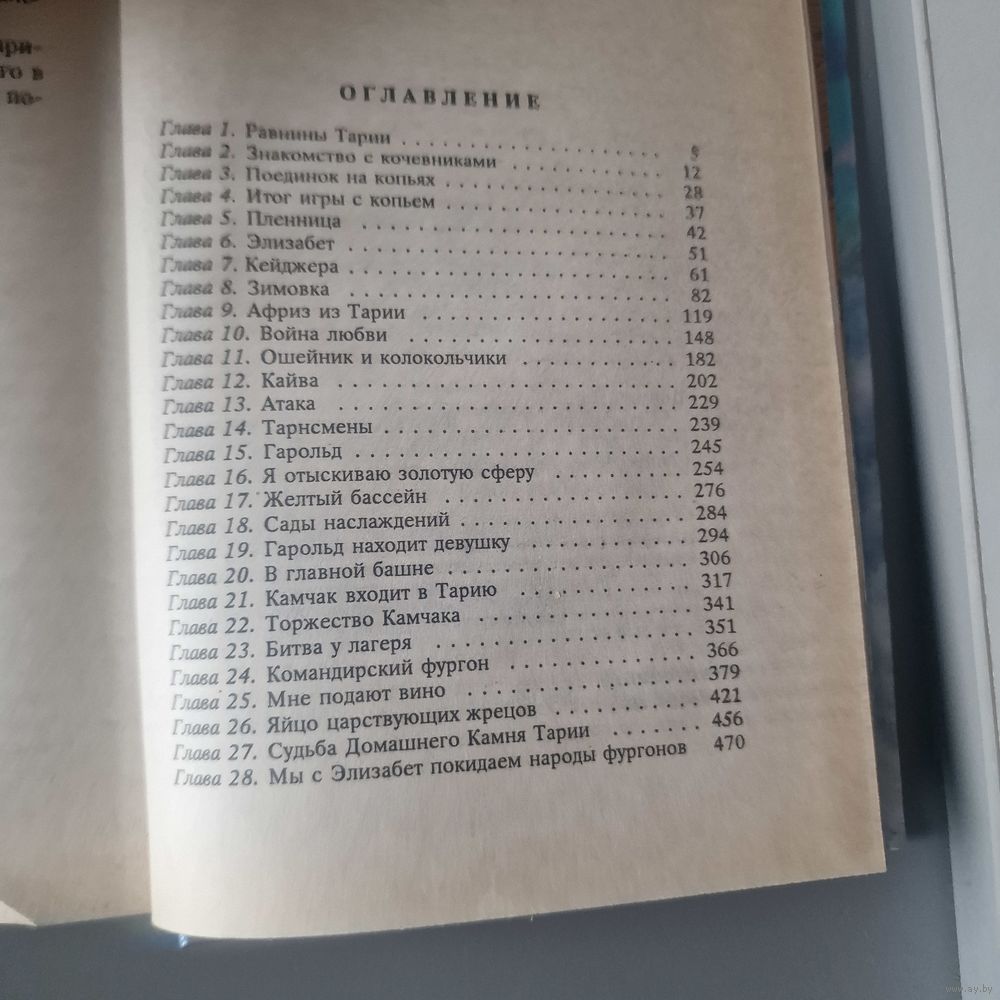 при-
го в
по-
ОГЛАВЛЕНИЕ
Глава 1. Равнины Тарии . . . . . . . . . . . . . . . . . . 9
Глава 2. Знакомство с кочевниками . . . . . . . . . . . 12
Глава 3. Поединок на копьях . . . . . . . . . . . . . . . 28
Глава 4. Итог игры с копьем . . . . . . . . . . . . . . . 37
Глава 5. Пленница . . . . . . . . . . . . . . . . . . . . . 42
Глава 6. Элизабет . . . . . . . . . . . . . . . . . . . . . 51
Глава 7. Кейджера . . . . . . . . . . . . . . . . . . . . . 61
Глава 8. Зимовка . . . . . . . . . . . . . . . . . . . . . 82
Глава 9. Африз из Тарии . . . . . . . . . . . . . . . . . 119
Глава 10. Война любви . . . . . . . . . . . . . . . . . . 148
Глава 11. Ошейник и колокольчики . . . . . . . . . . . 182
Глава 12. Кайва . . . . . . . . . . . . . . . . . . . . . . 202
Глава 13. Атака . . . . . . . . . . . . . . . . . . . . . . 229
Глава 14. Тарнсмены . . . . . . . . . . . . . . . . . . . 239
Глава 15. Гарольд . . . . . . . . . . . . . . . . . . . . . 245
Глава 16. Я отыскиваю золотую сферу . . . . . . . . . 254
Глава 17. Желтый бассейн . . . . . . . . . . . . . . . . 276
Глава 18. Сады наслаждений . . . . . . . . . . . . . . . 284
Глава 19. Гарольд находит девушку . . . . . . . . . . . 294
Глава 20. В главной башне . . . . . . . . . . . . . . . . 306
Глава 21. Камчак входит в Тарию . . . . . . . . . . . . 317
Глава 22. Торжество Камчака . . . . . . . . . . . . . . 341
Глава 23. Битва у лагеря . . . . . . . . . . . . . . . . . 351
Глава 24. Командирский фургон . . . . . . . . . . . . . 366
Глава 25. Мне подают вино . . . . . . . . . . . . . . . . 379
Глава 26. Яйцо царствующих жрецов . . . . . . . . . . 421
Глава 27. Судьба Домашнего Камня Тарии . . . . . . 456
Глава 28. Мы с Элизабет покидаем народы фургонов 470
www.ay.by